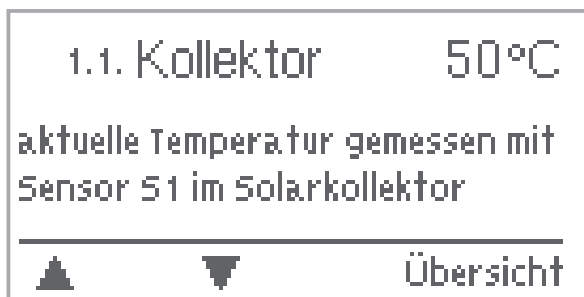 1.1. Kollektor 50°C
aktuelle Temperatur gemessen mit
Sensor S1 im Solarkollektor
▲ ▼ Übersicht